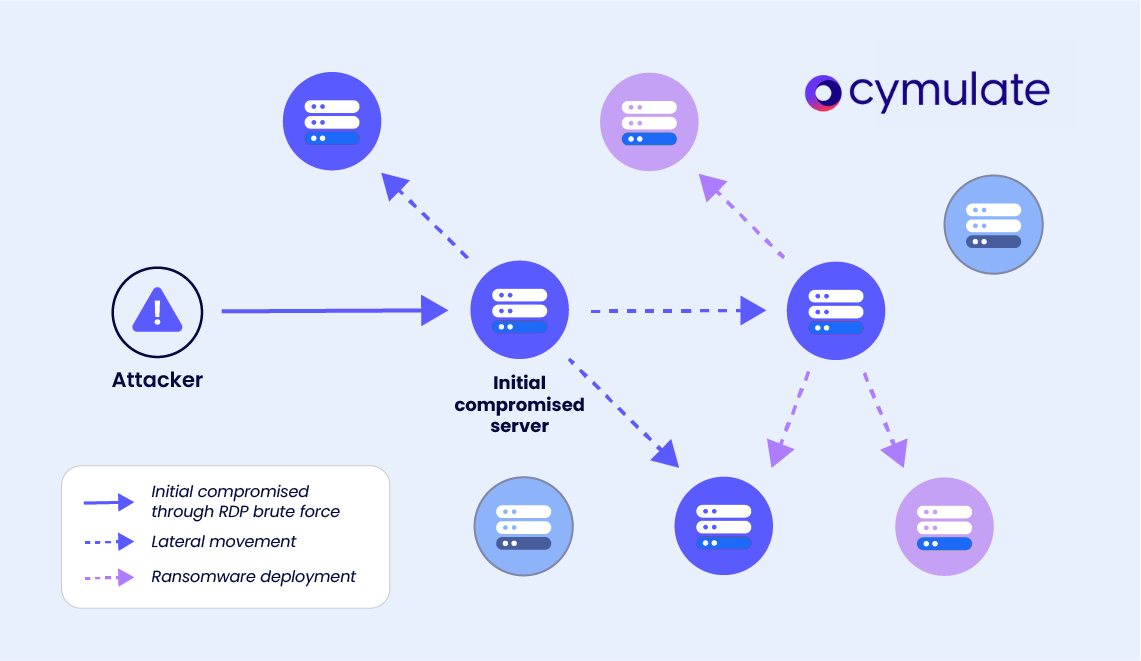 cymulate
Attacker
Initial
compromised
server
Initial compromised
through RDP brute force
Lateral movement
Ransomware deployment